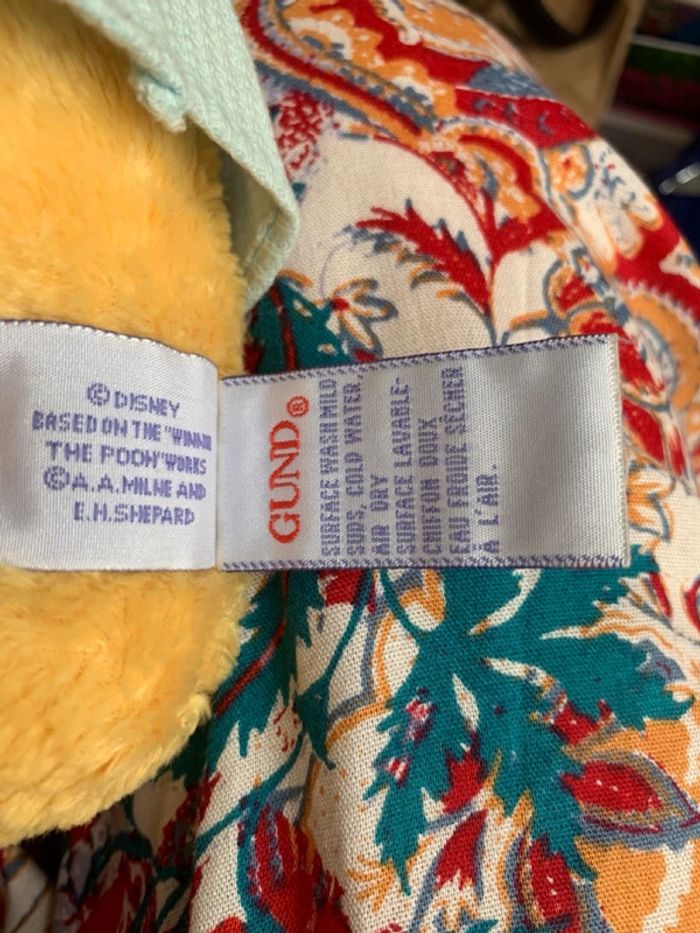 ©DISNEY
BASED ON THE "WINNIE
THE POOH" WORKS
©A.A.MILNE AND
E.H.SHEPARD
GUND®
SURFACE WASH MILD
SUDS, COLD WATER,
AIR DRY
SURFACE LAVABLE-
CHIFFON DOUX
EAU FROIDE SÉCHER
À L'AIR.